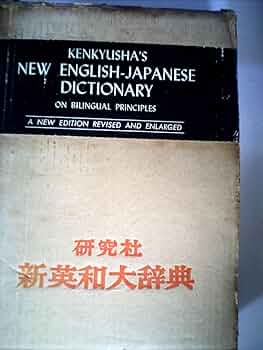 KENKYUSHA'S
NEW ENGLISH-JAPANESE
DICTIONARY
ON BILINGUAL PRINCIPLES
A NEW EDITION REVISED AND ENLARGED
研究社
新英和大辞典